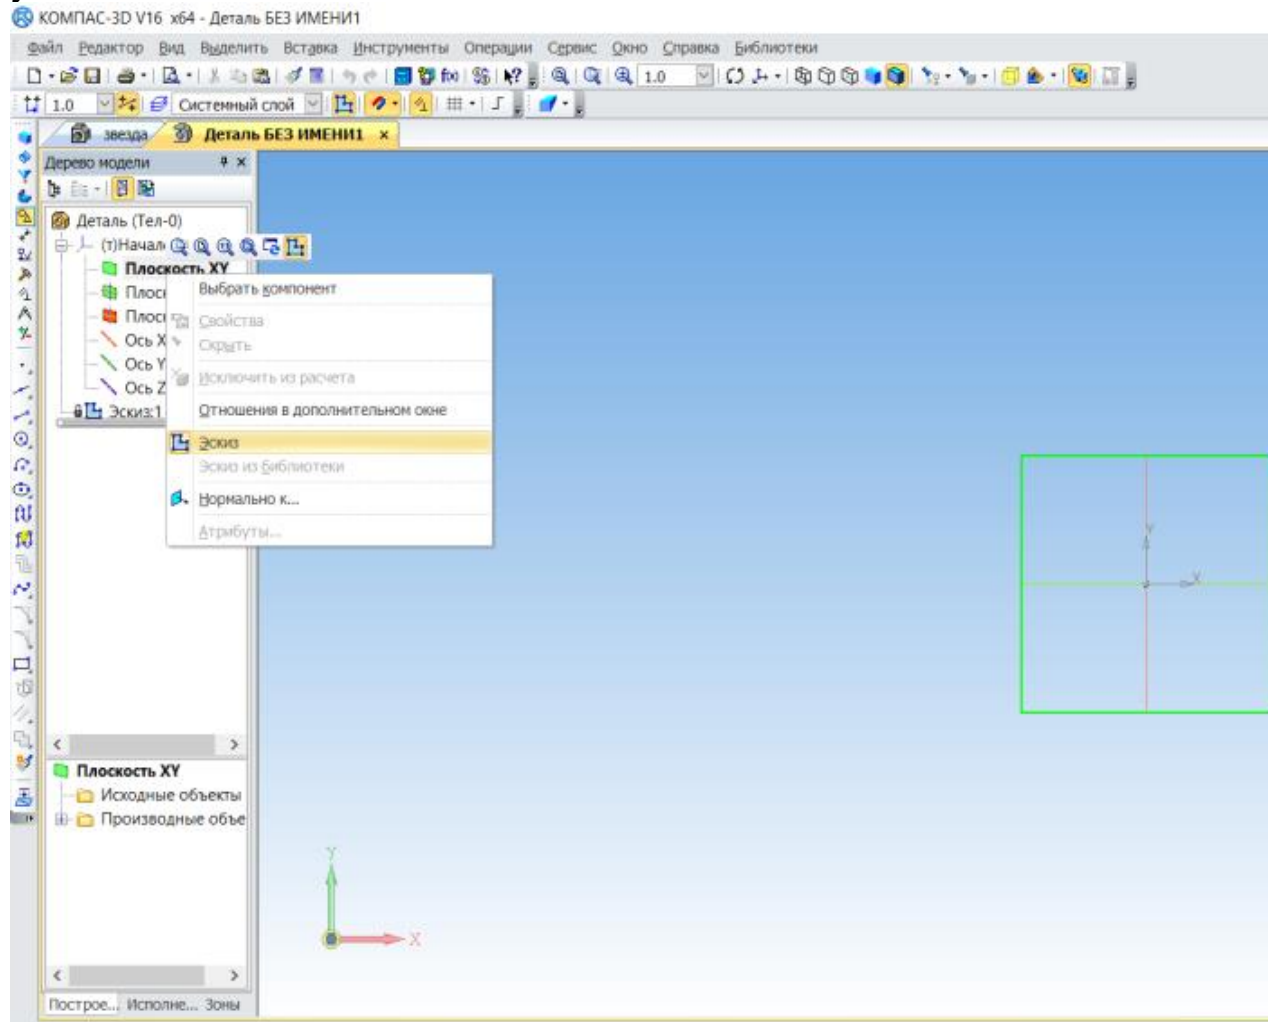 КОМПАС-3D V16 x64 - Деталь БЕЗ ИМЕНИ1
Файл Редактор Вид Выделить Вставка Инструменты Операции Сервис Окно Справка Библиотеки
1.0
1.0 Системный слой
звезда Деталь БЕЗ ИМЕНИ1
Дерево модели
Деталь (Тел-0)
(т)Начал
Плоскость XY
Плос
Плос
Ось X
Ось Y
Ось Z
Эскиз:1
Выбрать компонент
Свойства
Скрыть
Исключить из расчета
Отношения в дополнительном окне
Эскиз
Эскиз из библиотеки
Нормально к...
Атрибуты...
Y
X
Плоскость XY
Исходные объекты
Производные объе
Y
X
Построе... Исполне... Зоны